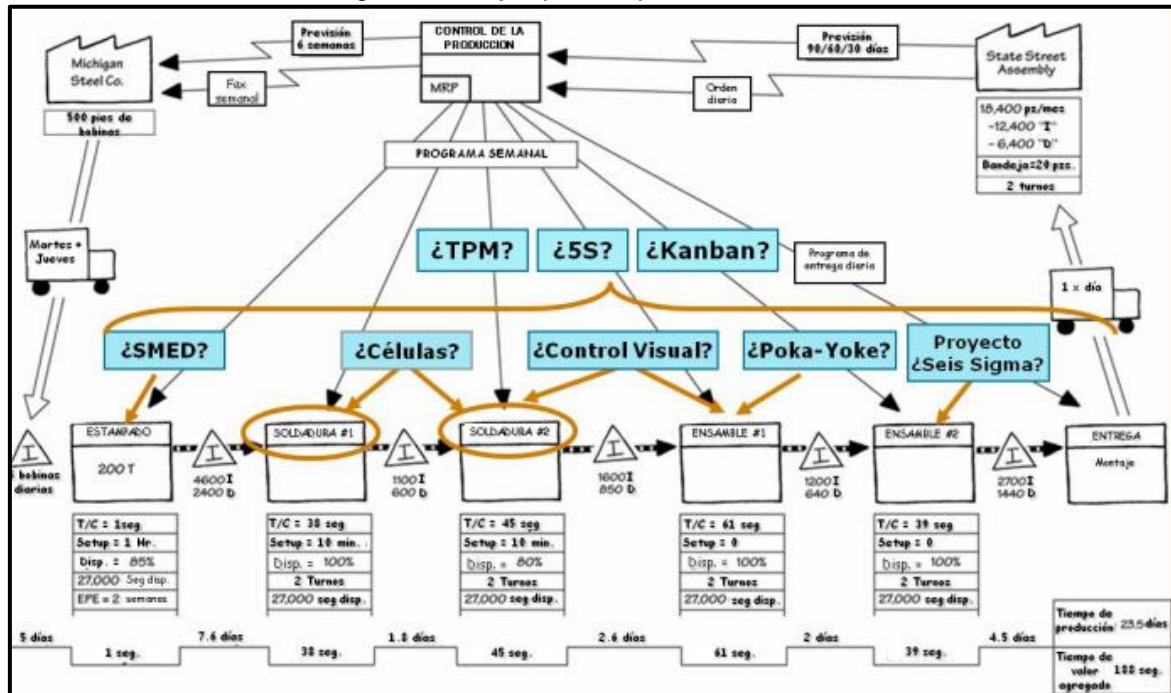 Michigan
Steel Co.
500 pies de
bobinas
Previsión
6 semanas
Fax
semanal
CONTROL DE LA
PRODUCCION
MRP
Previsión
90/60/30 días
Orden
diaria
State Street
Assembly
18,400 pz/mes
-12,400 "I"
- 6,400 "D"
Bandeja=20 pzs.
2 turnos
PROGRAMA SEMANAL
Martes +
Jueves
¿TPM?
¿5S?
¿Kanban?
Programa de
entrega diaria
1 x día
¿SMED?
¿Células?
¿Control Visual?
¿Poka-Yoke?
Proyecto
¿Seis Sigma?
I
bobinas
diarias
ESTAMPADO
200 T
I
4600 I
2400 D
SOLDADURA #1
I
1100 I
600 D
SOLDADURA #2
I
1600 I
850 D
ENSAMBLE #1
I
1200 I
640 D
ENSAMBLE #2
I
2700 I
1440 D
ENTREGA
Montaje
T/C = 1seg
Setup = 1 Hr.
Disp. = 85%
27,000 Seg disp.
EPE = 2 semanas
T/C = 38 seg
Setup = 10 min.
Disp. = 100%
2 Turnos
27,000 seg disp.
T/C = 45 seg
Setup = 10 min.
Disp. = 80%
2 Turnos
27,000 seg disp.
T/C = 61 seg
Setup = 0
Disp. = 100%
2 Turnos
27,000 seg disp.
T/C = 39 seg
Setup = 0
Disp. = 100%
2 Turnos
27,000 seg disp.
5 días
1 seg.
7.6 días
38 seg.
1.8 días
45 seg.
2.6 días
61 seg.
2 días
39 seg.
4.5 días
Tiempo de
producción: 23.5 días
Tiempo de
valor
agregado
188 seg.